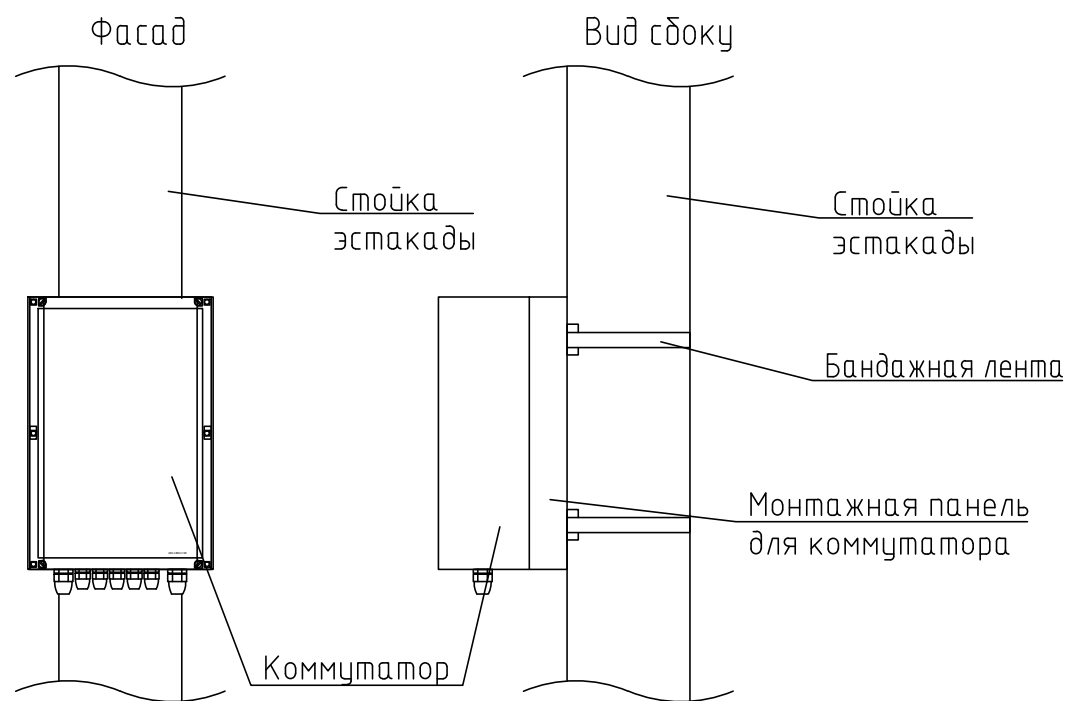 Фасад
Вид сбоку
Стойка
эстакады
Стойка
эстакады
Бандажная лента
Монтажная панель
для коммутатора
Коммутатор